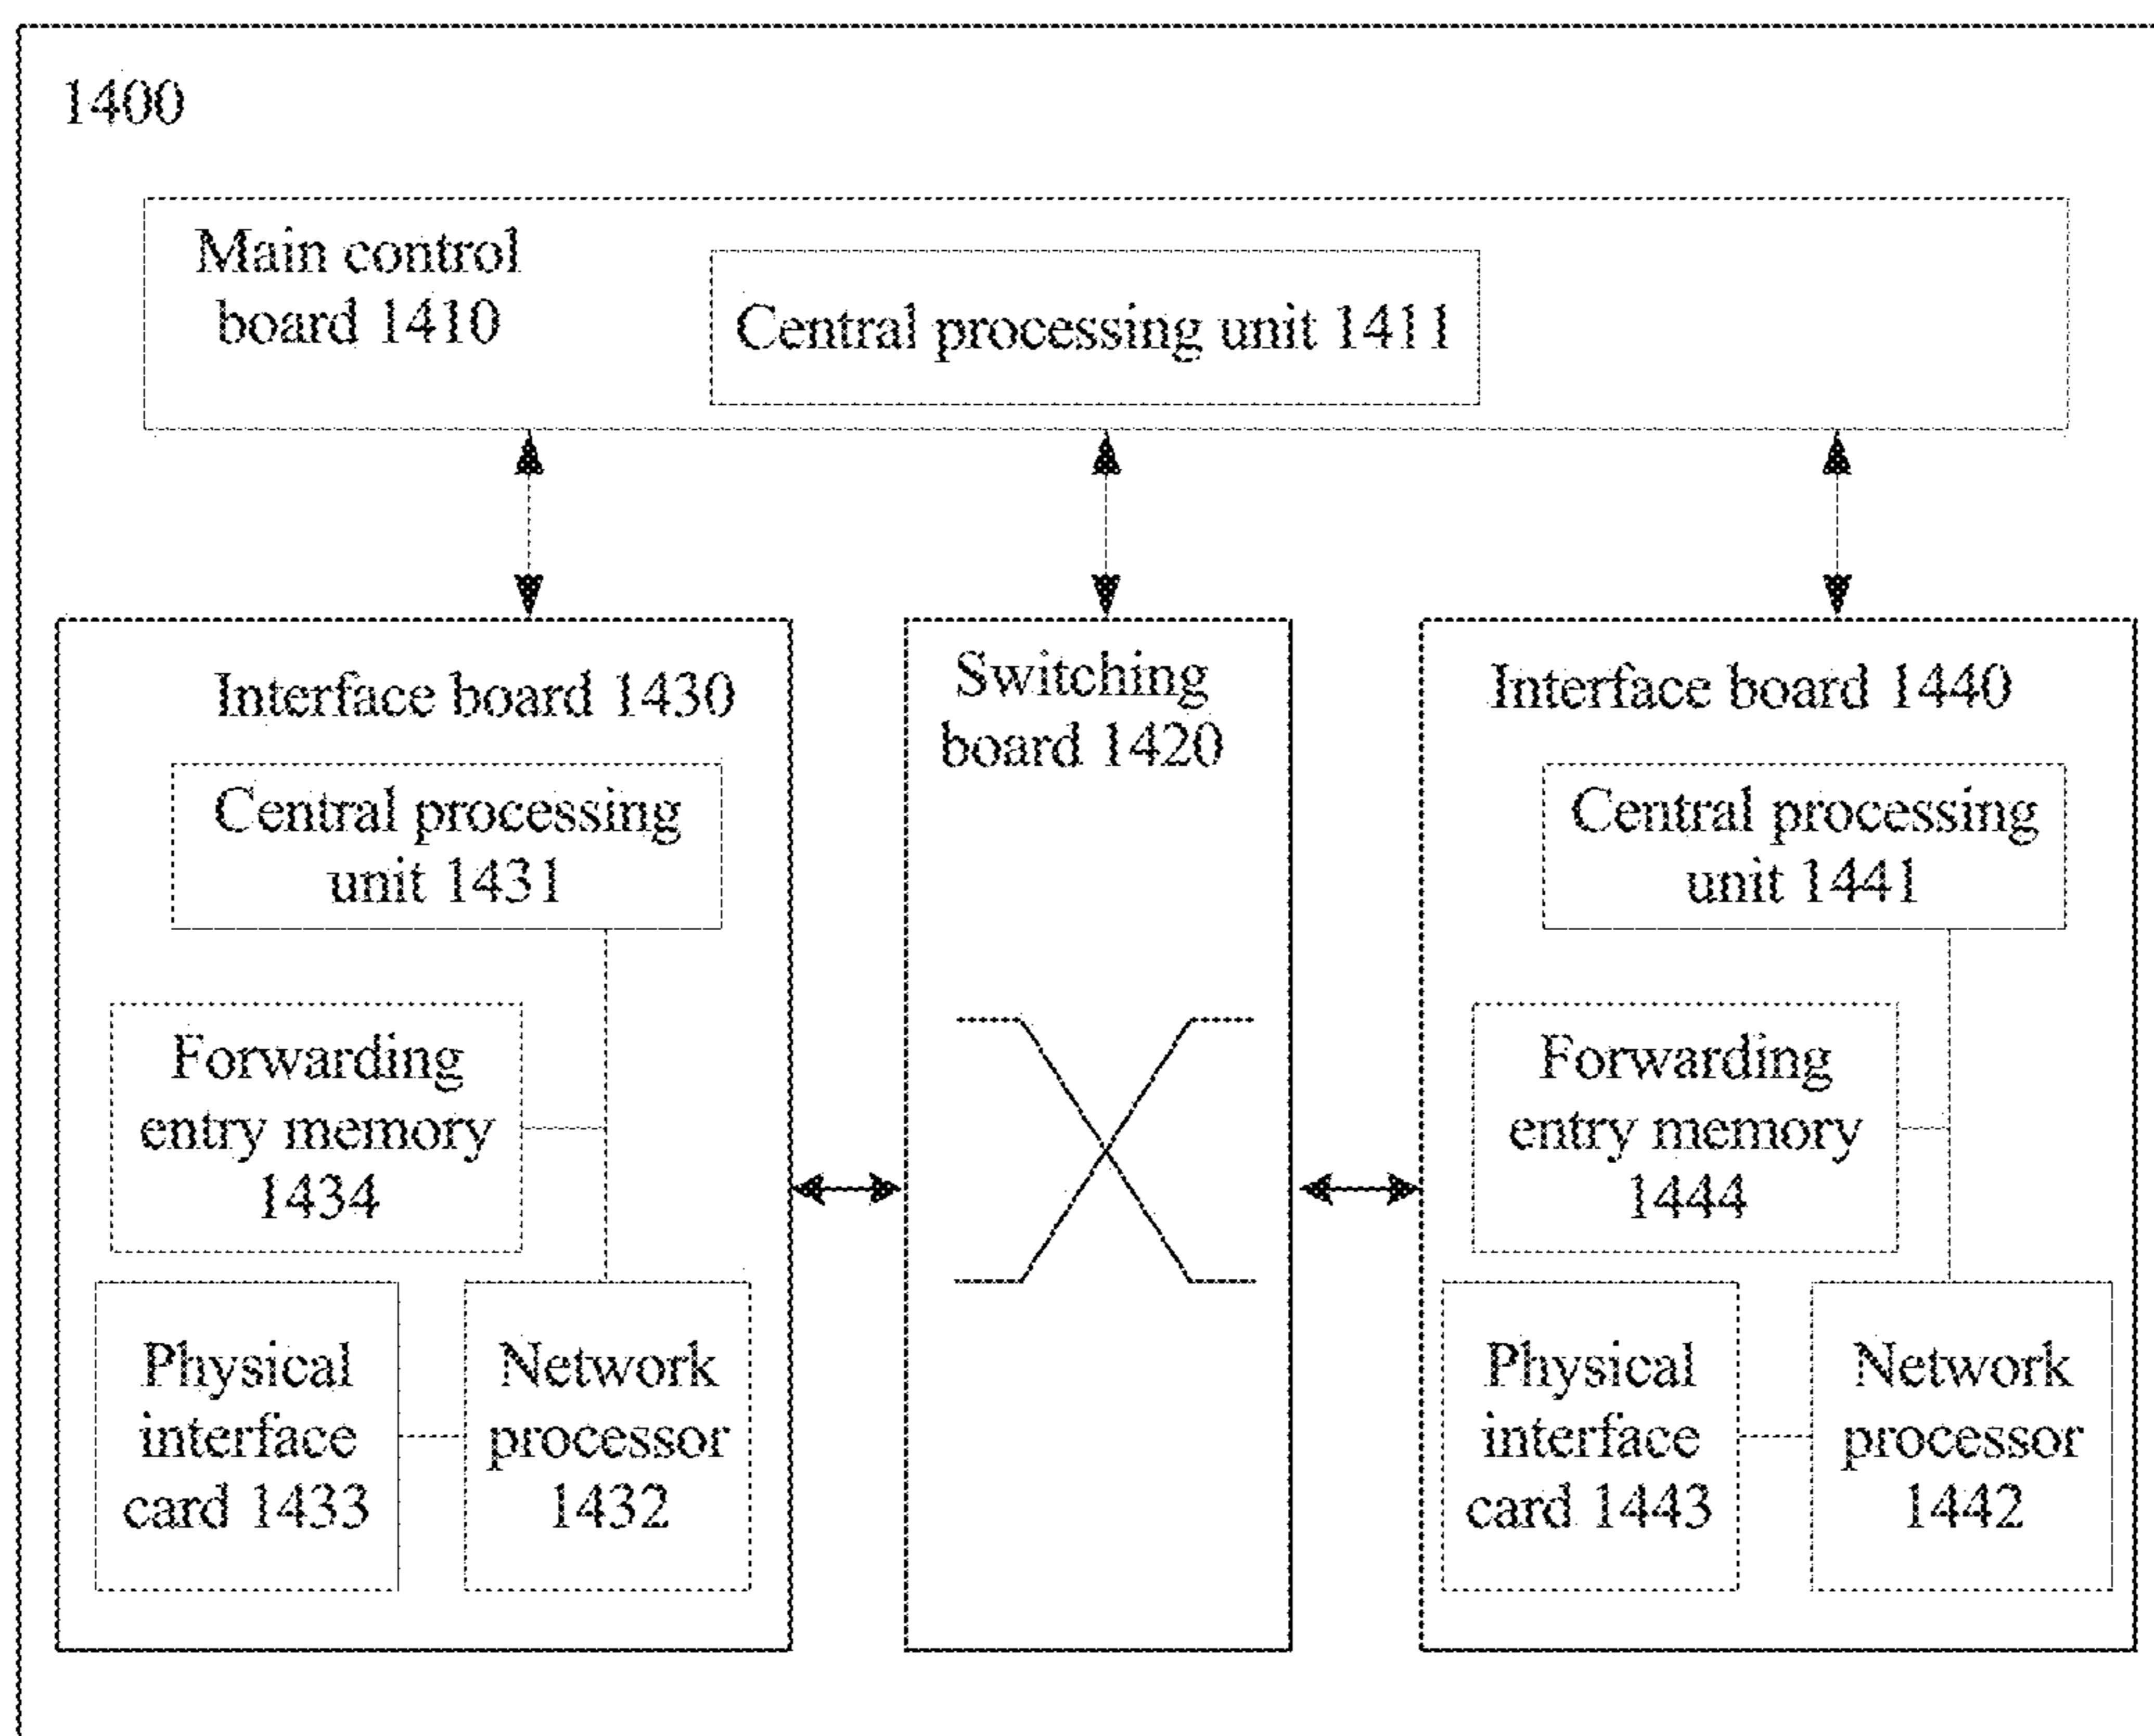 1400
Main control
board 1410
Central processing unit 1411
Interface board 1430
Central processing
unit 1431
Forwarding
entry memory
1434
Physical
interface
card 1433
Network
processor
1432
Switching
board 1420
Interface board 1440
Central processing
unit 1441
Forwarding
entry memory
1444
Physical
interface
card 1443
Network
processor
1442